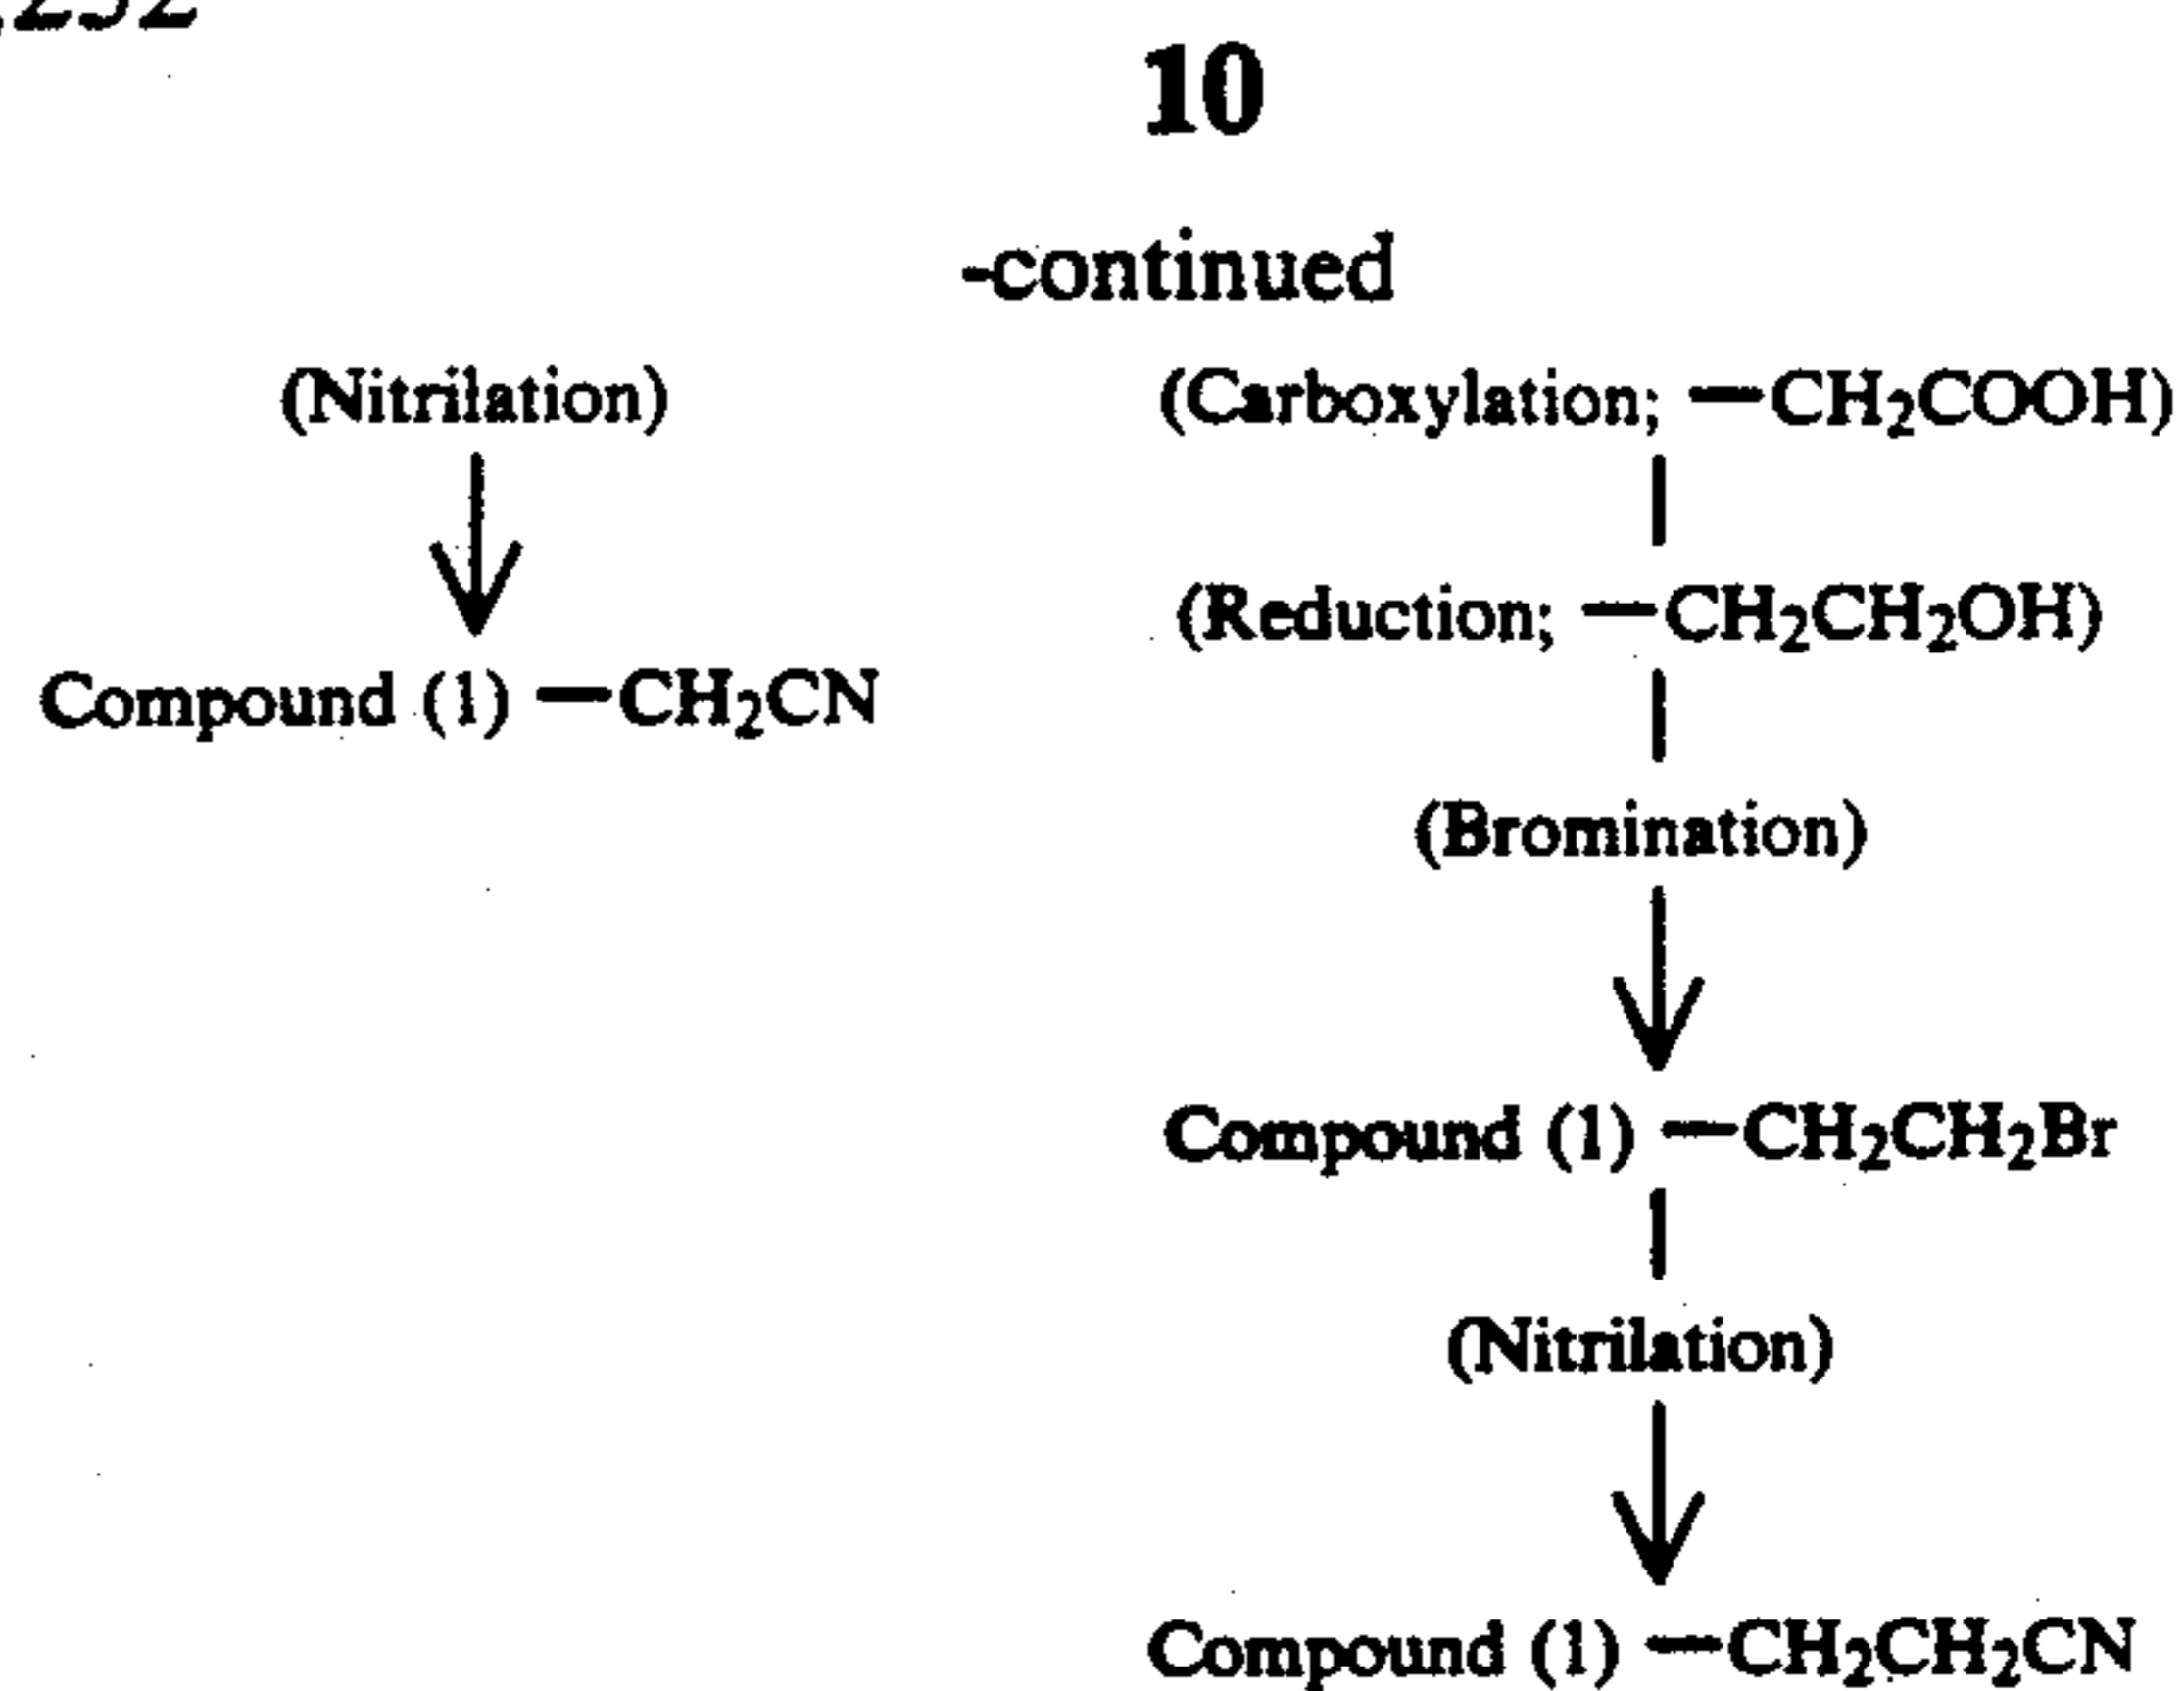 10
-continued
(Nitrilation)
(Carboxylation; —CH₂COOH)
(Reduction; —CH₂CH₂OH)
Compound (1) —CH₂CN
(Bromination)
Compound (1) —CH₂CH₂Br
(Nitrilation)
Compound (1) —CH₂CH₂CN